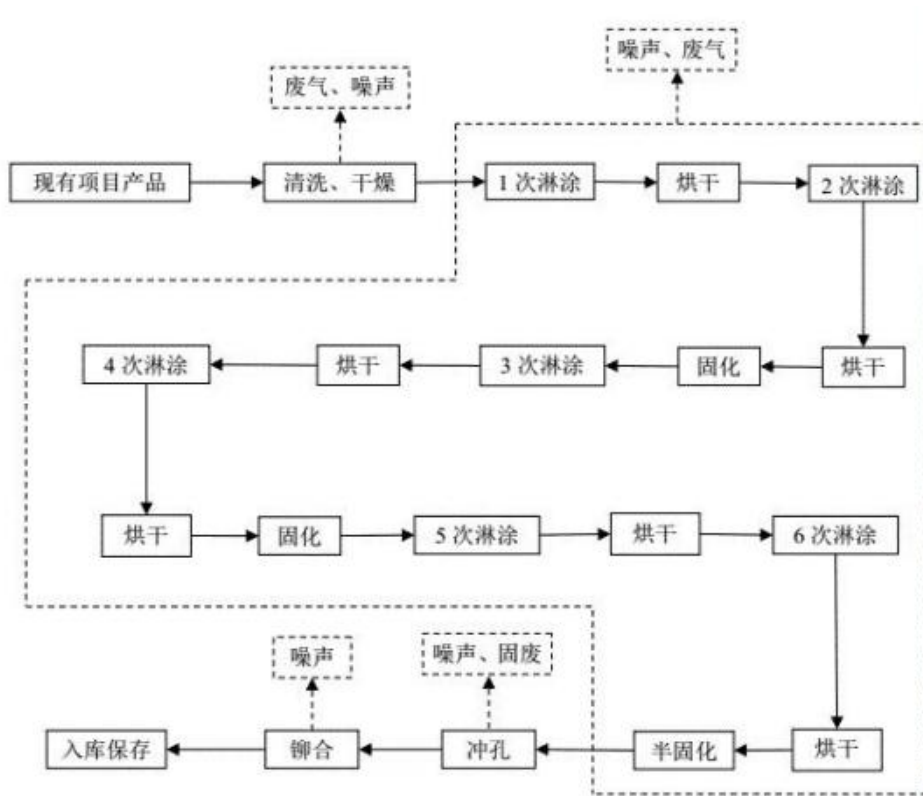 噪声、废气
废气、噪声
现有项目产品
清洗、干燥
1 次淋涂
烘干
2 次淋涂
4 次淋涂
烘干
3 次淋涂
固化
烘干
烘干
固化
5 次淋涂
烘干
6 次淋涂
噪声
噪声、固废
入库保存
铆合
冲孔
半固化
烘干